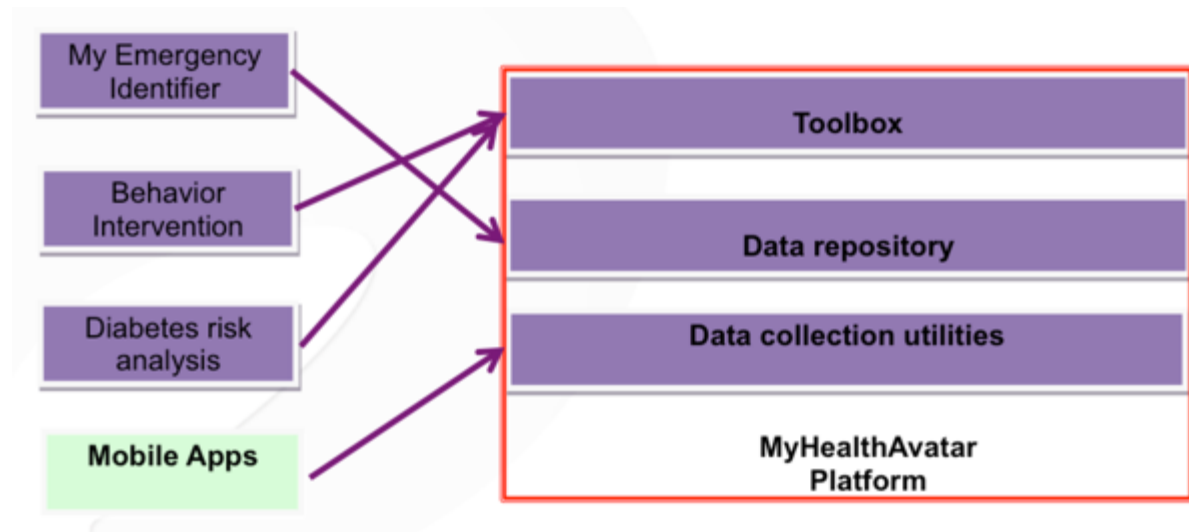 My Emergency
Identifier
Behavior
Intervention
Diabetes risk
analysis
Mobile Apps
Toolbox
Data repository
Data collection utilities
MyHealthAvatar
Platform